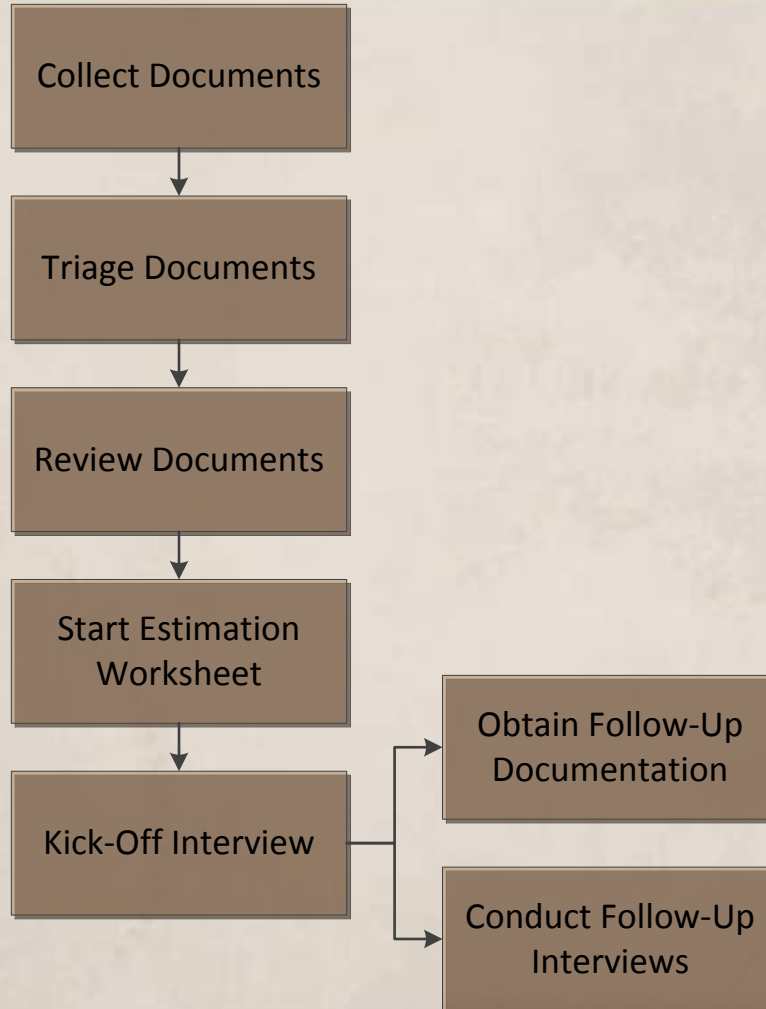 Collect Documents
Triage Documents
Review Documents
Start Estimation
Worksheet
Kick-Off Interview
Obtain Follow-Up
Documentation
Conduct Follow-Up
Interviews